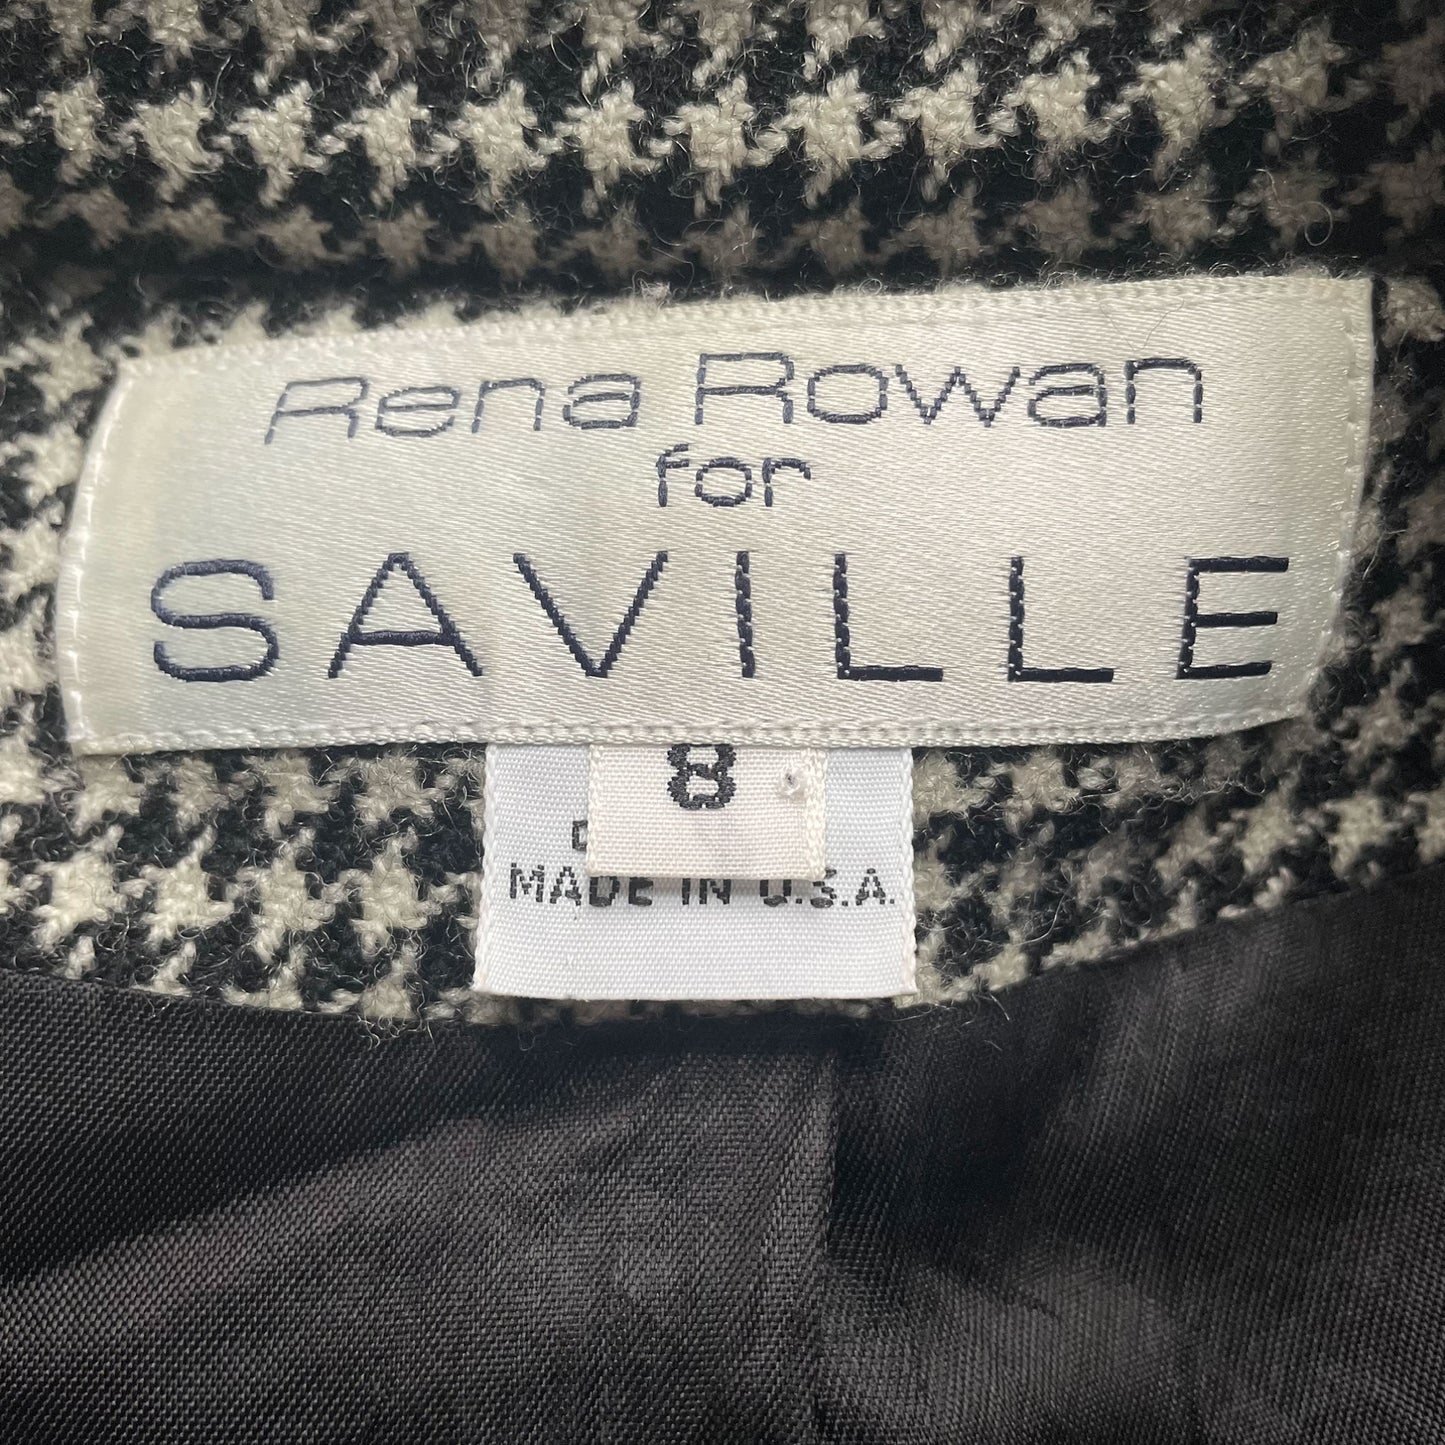 Rena Rowan
for
SAVILLE
8
MADE IN U.S.A.